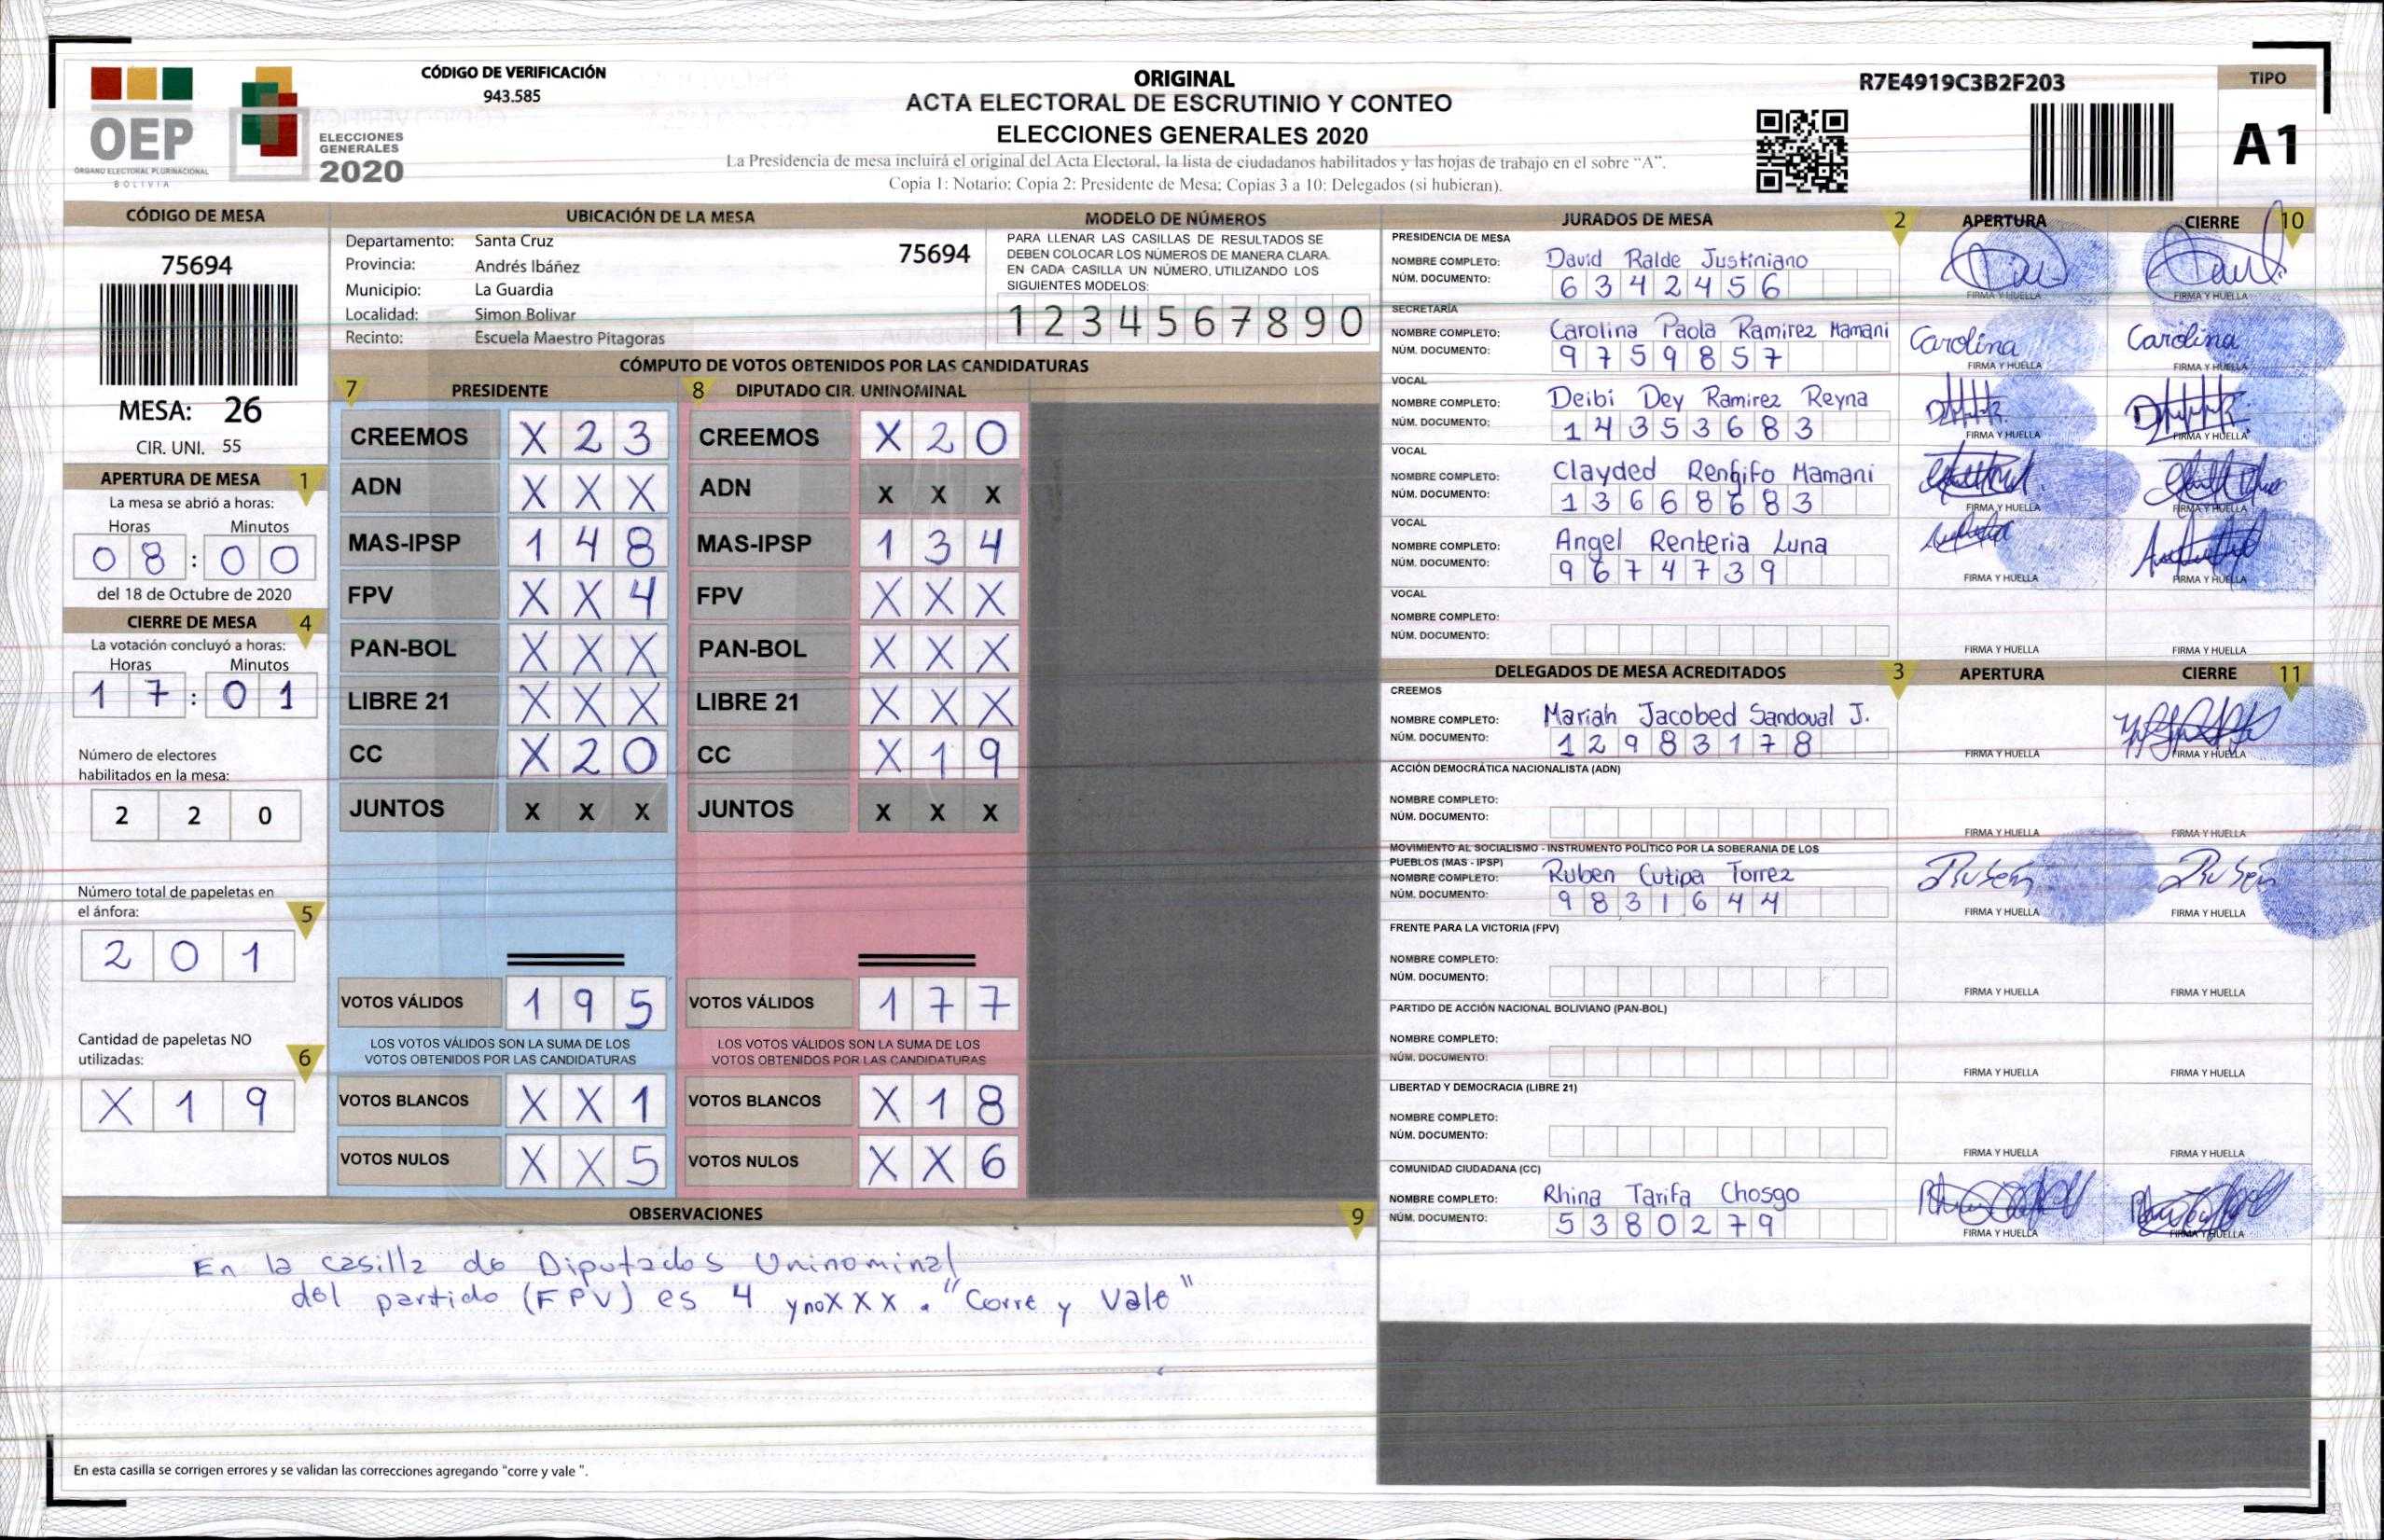 CÓDIGO DE VERIFICACIÓN
943.585
OEP
ÓRGANO ELECTORAL PLURINACIONAL
BOLIVIA
ELECCIONES
GENERALES
2020
ORIGINAL
ACTA ELECTORAL DE ESCRUTINIO Y CONTEO
ELECCIONES GENERALES 2020
La Presidencia de mesa incluirá el original del Acta Electoral, la lista de ciudadanos habilitados y las hojas de trabajo en el sobre “A”.
Copia 1: Notario; Copia 2: Presidente de Mesa; Copias 3 a 10: Delegados (si hubieran).
R7E4919C3B2F203
TIPO
A1
CÓDIGO DE MESA
75694
MESA: 26
CIR. UNI. 55
APERTURA DE MESA 1
La mesa se abrió a horas:
Horas Minutos
08:00
del 18 de Octubre de 2020
CIERRE DE MESA 4
La votación concluyó a horas:
Horas Minutos
17:01
Número de electores
habilitados en la mesa:
2 2 0
Número total de papeletas en
el ánfora: 5
2 0 1
Cantidad de papeletas NO
utilizadas: 6
X 1 9
UBICACIÓN DE LA MESA
Departamento: Santa Cruz 75694
Provincia: Andrés Ibáñez
Municipio: La Guardia
Localidad: Simon Bolivar
Recinto: Escuela Maestro Pitagoras
MODELO DE NÚMEROS
PARA LLENAR LAS CASILLAS DE RESULTADOS SE
DEBEN COLOCAR LOS NÚMEROS DE MANERA CLARA.
EN CADA CASILLA UN NÚMERO, UTILIZANDO LOS
SIGUIENTES MODELOS:
1 2 3 4 5 6 7 8 9 0
CÓMPUTO DE VOTOS OBTENIDOS POR LAS CANDIDATURAS
7 PRESIDENTE 8 DIPUTADO CIR. UNINOMINAL
CREEMOS X 2 3 CREEMOS X 2 0
ADN X X X ADN X X X
MAS-IPSP 1 4 8 MAS-IPSP 1 3 4
FPV X X 4 FPV X X X
PAN-BOL X X X PAN-BOL X X X
LIBRE 21 X X X LIBRE 21 X X X
CC X 2 0 CC X 1 9
JUNTOS X X X JUNTOS X X X
VOTOS VÁLIDOS 1 9 5 VOTOS VÁLIDOS 1 7 7
LOS VOTOS VÁLIDOS SON LA SUMA DE LOS LOS VOTOS VÁLIDOS SON LA SUMA DE LOS
VOTOS OBTENIDOS POR LAS CANDIDATURAS VOTOS OBTENIDOS POR LAS CANDIDATURAS
VOTOS BLANCOS X X 1 VOTOS BLANCOS X 1 8
VOTOS NULOS X X 5 VOTOS NULOS X X 6
OBSERVACIONES 9
En la casilla de Diputados Uninominal
del partido (FPV) es 4 y no X X X . "Corre y Vale"
En esta casilla se corrigen errores y se validan las correcciones agregando "corre y vale ".
JURADOS DE MESA 2 APERTURA CIERRE 10
PRESIDENCIA DE MESA
NOMBRE COMPLETO: David Ralde Justiniano
NÚM. DOCUMENTO: 6342456
FIRMA Y HUELLA FIRMA Y HUELLA
SECRETARÍA
NOMBRE COMPLETO: Carolina Paola Ramirez Mamani Carolina Carolina
NÚM. DOCUMENTO: 9759857
FIRMA Y HUELLA FIRMA Y HUELLA
VOCAL
NOMBRE COMPLETO: Deibi Dey Ramirez Reyna
NÚM. DOCUMENTO: 14353683
FIRMA Y HUELLA FIRMA Y HUELLA
VOCAL
NOMBRE COMPLETO: Clayded Rengifo Mamani
NÚM. DOCUMENTO: 13668683
FIRMA Y HUELLA FIRMA Y HUELLA
VOCAL
NOMBRE COMPLETO: Angel Renteria Luna
NÚM. DOCUMENTO: 9674739
FIRMA Y HUELLA FIRMA Y HUELLA
VOCAL
NOMBRE COMPLETO:
NÚM. DOCUMENTO:
FIRMA Y HUELLA FIRMA Y HUELLA
DELEGADOS DE MESA ACREDITADOS 3 APERTURA CIERRE 11
CREEMOS
NOMBRE COMPLETO: Mariah Jacobed Sandoval J.
NÚM. DOCUMENTO: 12983178
FIRMA Y HUELLA FIRMA Y HUELLA
ACCIÓN DEMOCRÁTICA NACIONALISTA (ADN)
NOMBRE COMPLETO:
NÚM. DOCUMENTO:
FIRMA Y HUELLA FIRMA Y HUELLA
MOVIMIENTO AL SOCIALISMO - INSTRUMENTO POLÍTICO POR LA SOBERANIA DE LOS
PUEBLOS (MAS - IPSP)
NOMBRE COMPLETO: Ruben Cutipa Torrez Ruben Ruben
NÚM. DOCUMENTO: 9831644
FIRMA Y HUELLA FIRMA Y HUELLA
FRENTE PARA LA VICTORIA (FPV)
NOMBRE COMPLETO:
NÚM. DOCUMENTO:
FIRMA Y HUELLA FIRMA Y HUELLA
PARTIDO DE ACCIÓN NACIONAL BOLIVIANO (PAN-BOL)
NOMBRE COMPLETO:
NÚM. DOCUMENTO:
FIRMA Y HUELLA FIRMA Y HUELLA
LIBERTAD Y DEMOCRACIA (LIBRE 21)
NOMBRE COMPLETO:
NÚM. DOCUMENTO:
FIRMA Y HUELLA FIRMA Y HUELLA
COMUNIDAD CIUDADANA (CC)
NOMBRE COMPLETO: Rhina Tarifa Chosgo
NÚM. DOCUMENTO: 5380279
FIRMA Y HUELLA FIRMA Y HUELLA